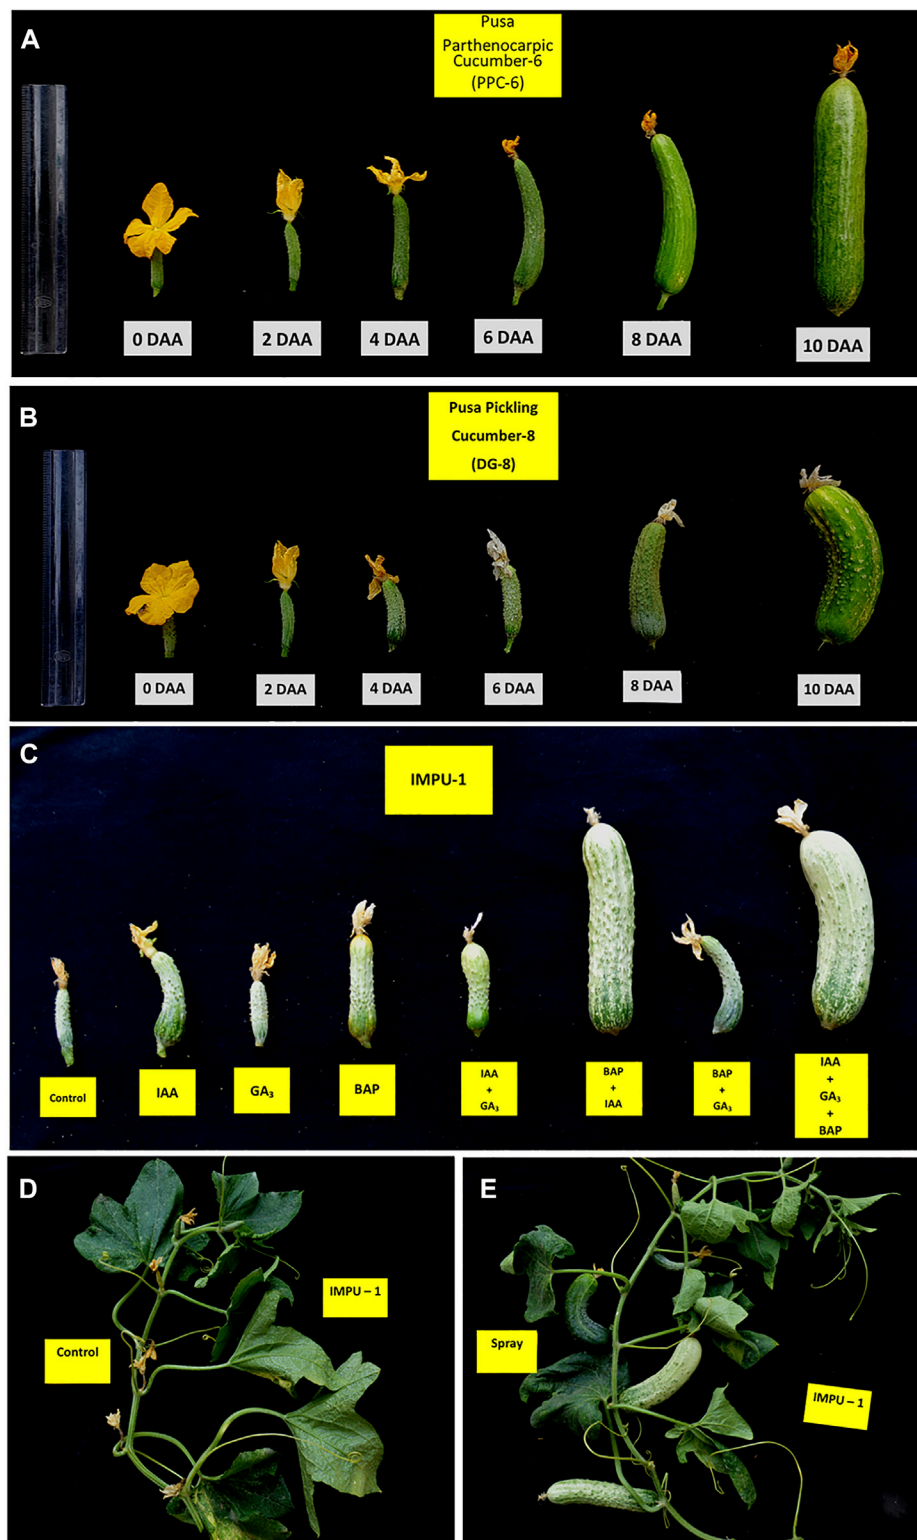 A
Pusa
Parthenocarpic
Cucumber-6
(PPC-6)
0 DAA
2 DAA
4 DAA
6 DAA
8 DAA
10 DAA
B
Pusa Pickling
Cucumber-8
(DG-8)
0 DAA
2 DAA
4 DAA
6 DAA
8 DAA
10 DAA
C
IMPU-1
Control
IAA
GA₃
BAP
IAA
+
GA₃
BAP
+
IAA
BAP
+
GA₃
IAA
+
GA₃
+
BAP
D
IMPU – 1
Control
E
Spray
IMPU – 1